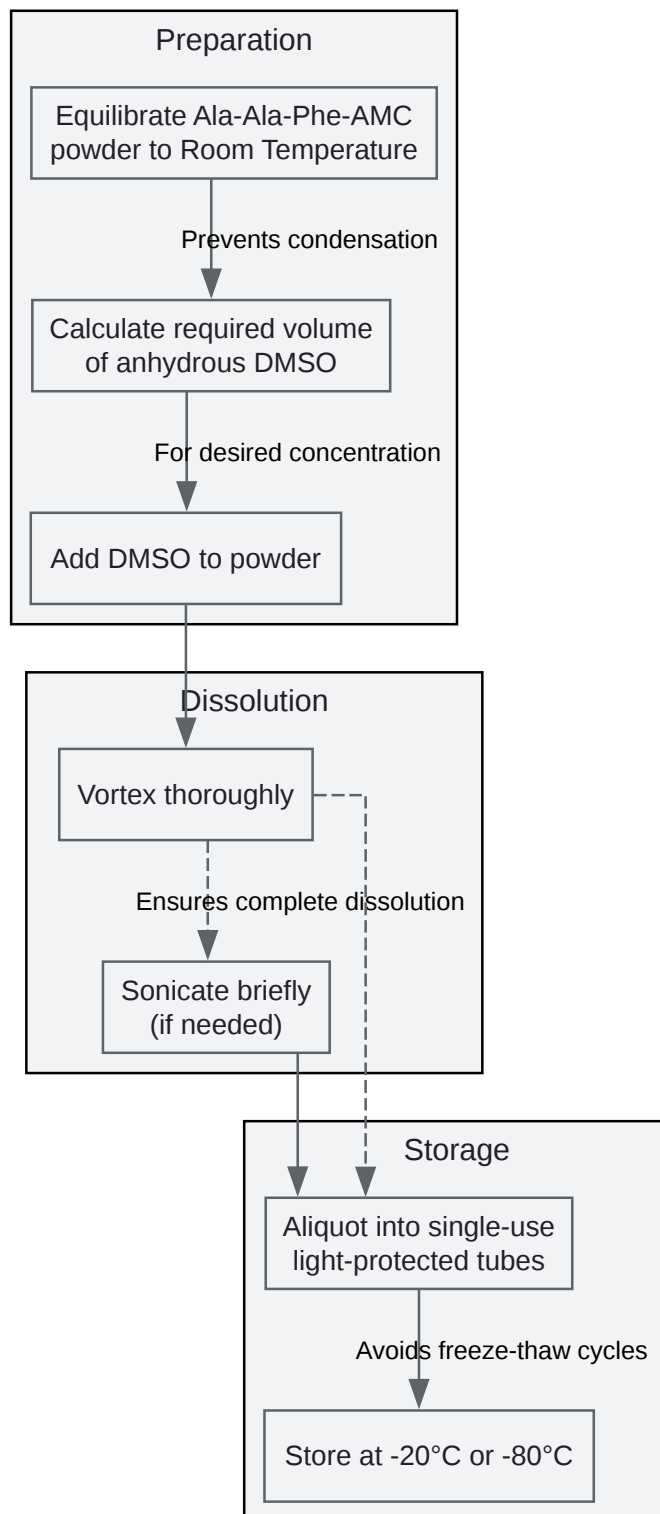 Preparation
Equilibrate Ala-Ala-Phe-AMC
powder to Room Temperature
Prevents condensation
Calculate required volume
of anhydrous DMSO
For desired concentration
Add DMSO to powder
Dissolution
Vortex thoroughly
Ensures complete dissolution
Sonicate briefly
(if needed)
Storage
Aliquot into single-use
light-protected tubes
Avoids freeze-thaw cycles
Store at -20°C or -80°C